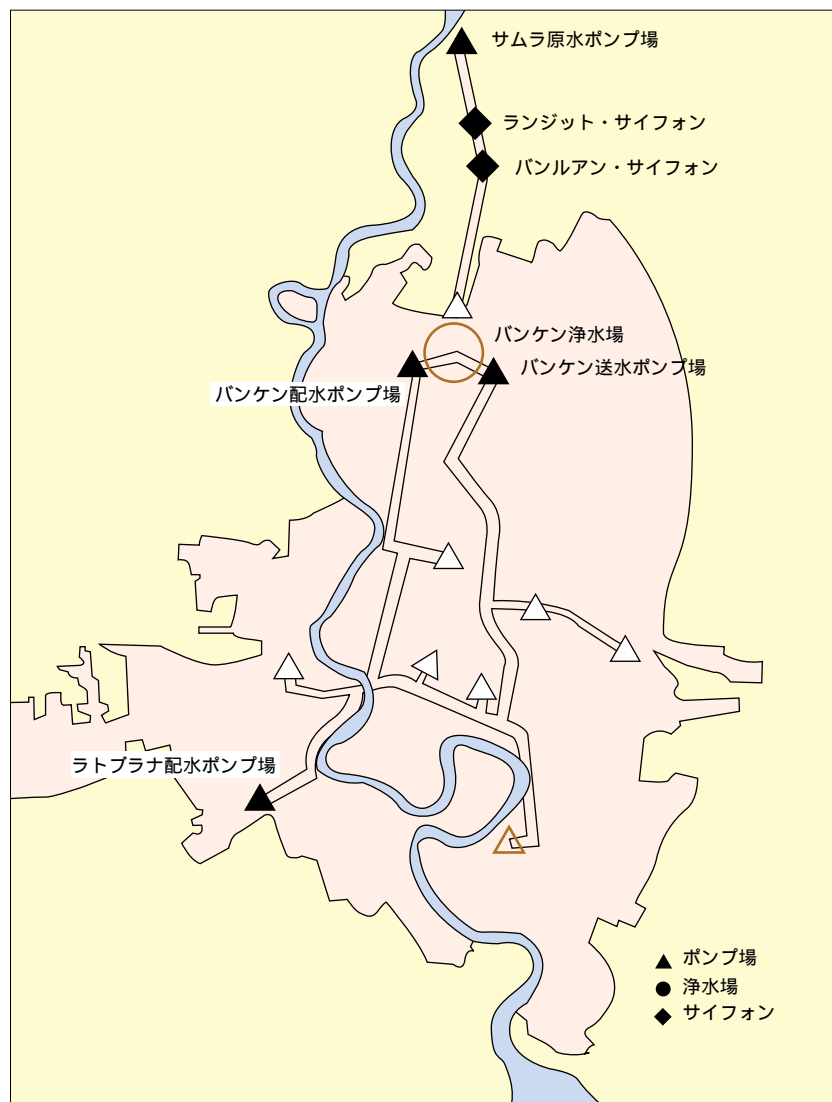 サムラ原水ポンプ場
ランジット・サイフォン
バンルアン・サイフォン
バンケン浄水場
バンケン送水ポンプ場
バンケン配水ポンプ場
ラトブラナ配水ポンプ場
ポンプ場
浄水場
サイフォン